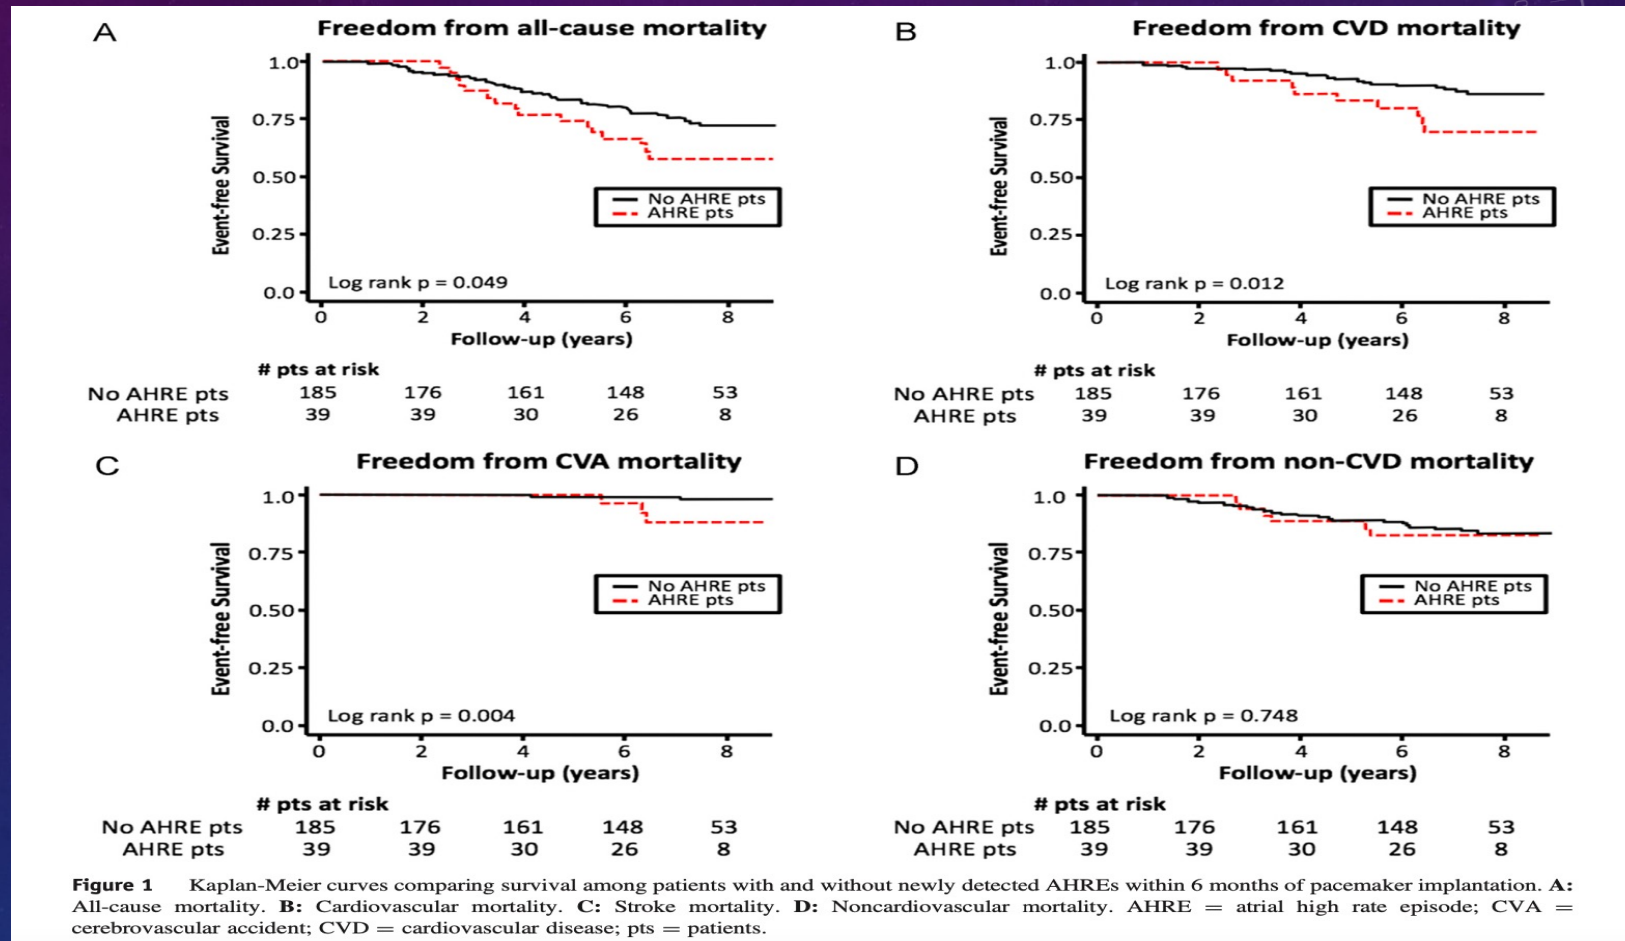 A
Freedom from all-cause mortality
Event-free Survival
1.0
0.75
0.50
0.25
0.0
No AHRE pts
AHRE pts
Log rank p = 0.049
0 2 4 6 8
Follow-up (years)
# pts at risk
No AHRE pts 185 176 161 148 53
AHRE pts 39 39 30 26 8
B
Freedom from CVD mortality
Event-free Survival
1.0
0.75
0.50
0.25
0.0
No AHRE pts
AHRE pts
Log rank p = 0.012
0 2 4 6 8
Follow-up (years)
# pts at risk
No AHRE pts 185 176 161 148 53
AHRE pts 39 39 30 26 8
C
Freedom from CVA mortality
Event-free Survival
1.0
0.75
0.50
0.25
0.0
No AHRE pts
AHRE pts
Log rank p = 0.004
0 2 4 6 8
Follow-up (years)
# pts at risk
No AHRE pts 185 176 161 148 53
AHRE pts 39 39 30 26 8
D
Freedom from non-CVD mortality
Event-free Survival
1.0
0.75
0.50
0.25
0.0
No AHRE pts
AHRE pts
Log rank p = 0.748
0 2 4 6 8
Follow-up (years)
# pts at risk
No AHRE pts 185 176 161 148 53
AHRE pts 39 39 30 26 8
Figure 1 Kaplan-Meier curves comparing survival among patients with and without newly detected AHREs within 6 months of pacemaker implantation. A:
All-cause mortality. B: Cardiovascular mortality. C: Stroke mortality. D: Noncardiovascular mortality. AHRE = atrial high rate episode; CVA =
cerebrovascular accident; CVD = cardiovascular disease; pts = patients.